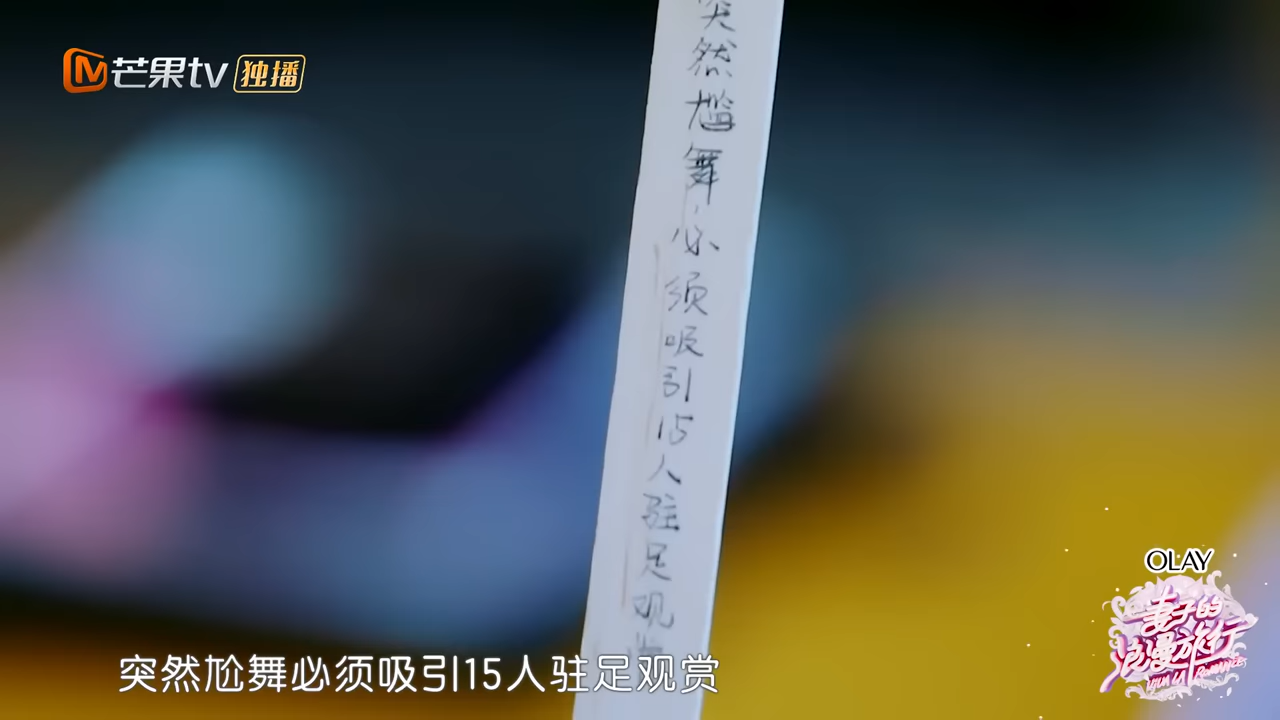 芒果tv 独播
突然尴舞必须吸引15人驻足观赏
OLAY
妻子的
浪漫旅行
突然尬舞必须吸引15人驻足观赏